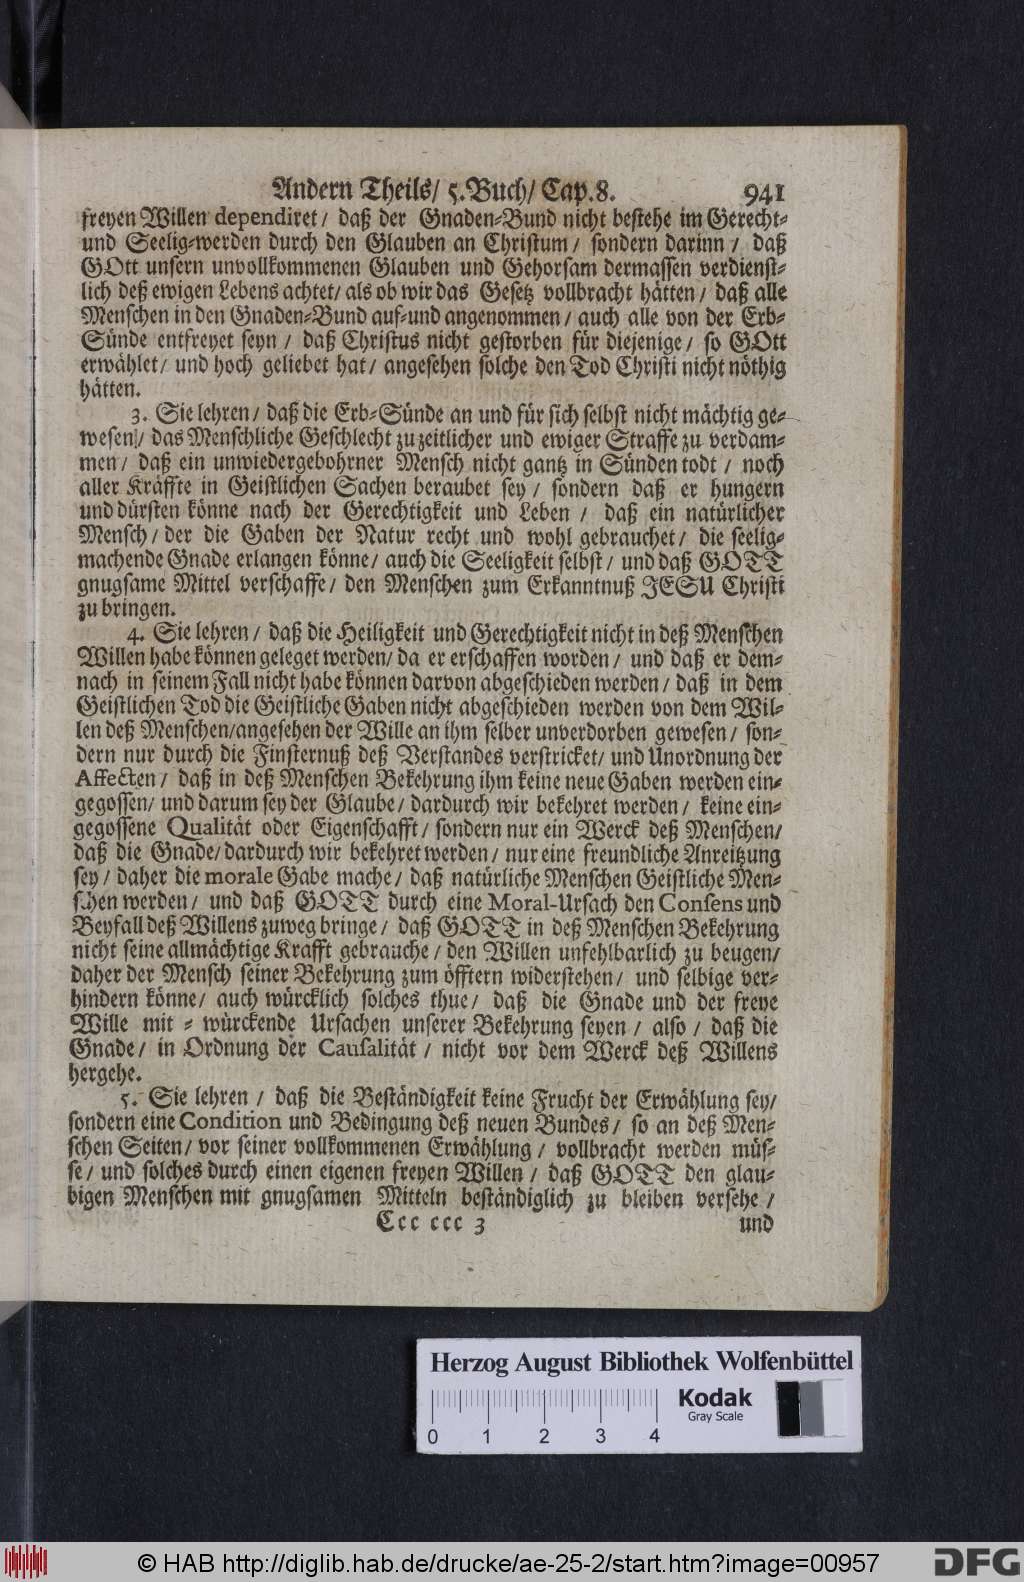 Andern Theils/ 5. Buch/ Cap. 8. 941
freyen Willen dependiret/ daß der Gnaden-Bund nicht bestehe im Gerecht-
und Seelig-werden durch den Glauben an Christum/ sondern darinn/ daß
GOtt unsern unvollkommenen Glauben und Gehorsam dermassen verdienst-
lich deß ewigen Lebens achtet/ als ob wir das Gesetz vollbracht hätten/ daß alle
Menschen in den Gnaden-Bund auf-und angenommen/ auch alle von der Erb-
Sünde entfreyet seyn/ daß Christus nicht gestorben für diejenige/ so GOtt
erwählet/ und hoch geliebet hat/ angesehen solche den Tod Christi nicht nöthig
hätten.
3. Sie lehren/ daß die Erb-Sünde an und für sich selbst nicht mächtig ge-
wesen/ das Menschliche Geschlecht zu zeitlicher und ewiger Straffe zu verdam-
men/ daß ein unwiedergebohrner Mensch nicht gantz in Sünden todt/ noch
aller Kräffte in Geistlichen Sachen beraubet sey/ sondern daß er hungern
und dürsten könne nach der Gerechtigkeit und Leben/ daß ein natürlicher
Mensch/ der die Gaben der Natur recht und wohl gebrauchet/ die seelig-
machende Gnade erlangen könne/ auch die Seeligkeit selbst/ und daß GOTT
gnugsame Mittel verschaffe/ den Menschen zum Erkanntnuß JESU Christi
zu bringen.
4. Sie lehren/ daß die Heiligkeit und Gerechtigkeit nicht in deß Menschen
Willen habe können geleget werden/ da er erschaffen worden/ und daß er dem-
nach in seinem Fall nicht habe können darvon abgeschieden werden/ daß in dem
Geistlichen Tod die Geistliche Gaben nicht abgeschieden werden von dem Wil-
len deß Menschen/angesehen der Wille an ihm selber unverdorben gewesen/ son-
dern nur durch die Finsternuß deß Verstandes verstricket/ und Unordnung der
Affecten/ daß in deß Menschen Bekehrung ihm keine neue Gaben werden ein-
gegossen/ und darum sey der Glaube/ dardurch wir bekehret werden/ keine ein-
gegossene Qualität oder Eigenschafft/ sondern nur ein Werck deß Menschen/
daß die Gnade/ dardurch wir bekehret werden/ nur eine freundliche Anreitzung
sey/ daher die morale Gabe mache/ daß natürliche Menschen Geistliche Men-
schen werden/ und daß GOTT durch eine Moral-Ursach den Consens und
Beyfall deß Willens zuweg bringe/ daß GOTT in deß Menschen Bekehrung
nicht seine allmächtige Krafft gebrauche/ den Willen unfehlbarlich zu beugen/
daher der Mensch seiner Bekehrung zum öfftern widerstehen/ und selbige ver-
hindern könne/ auch würcklich solches thue/ daß die Gnade und der freye
Wille mit-würckende Ursachen unserer Bekehrung seyen/ also/ daß die
Gnade/ in Ordnung der Causalität/ nicht vor dem Werck deß Willens
hergehe.
5. Sie lehren/ daß die Beständigkeit keine Frucht der Erwählung sey/
sondern eine Condition und Bedingung deß neuen Bundes/ so an deß Men-
schen Seiten/ vor seiner vollkommenen Erwählung/ vollbracht werden müs-
se/ und solches durch einen eigenen freyen Willen/ daß GOTT den glau-
bigen Menschen mit gnugsamen Mitteln beständiglich zu bleiben versehe/
Ccc ccc 3 und
Herzog August Bibliothek Wolfenbüttel
Kodak
Gray Scale
0 1 2 3 4
© HAB http://diglib.hab.de/drucke/ae-25-2/start.htm?image=00957
DFG